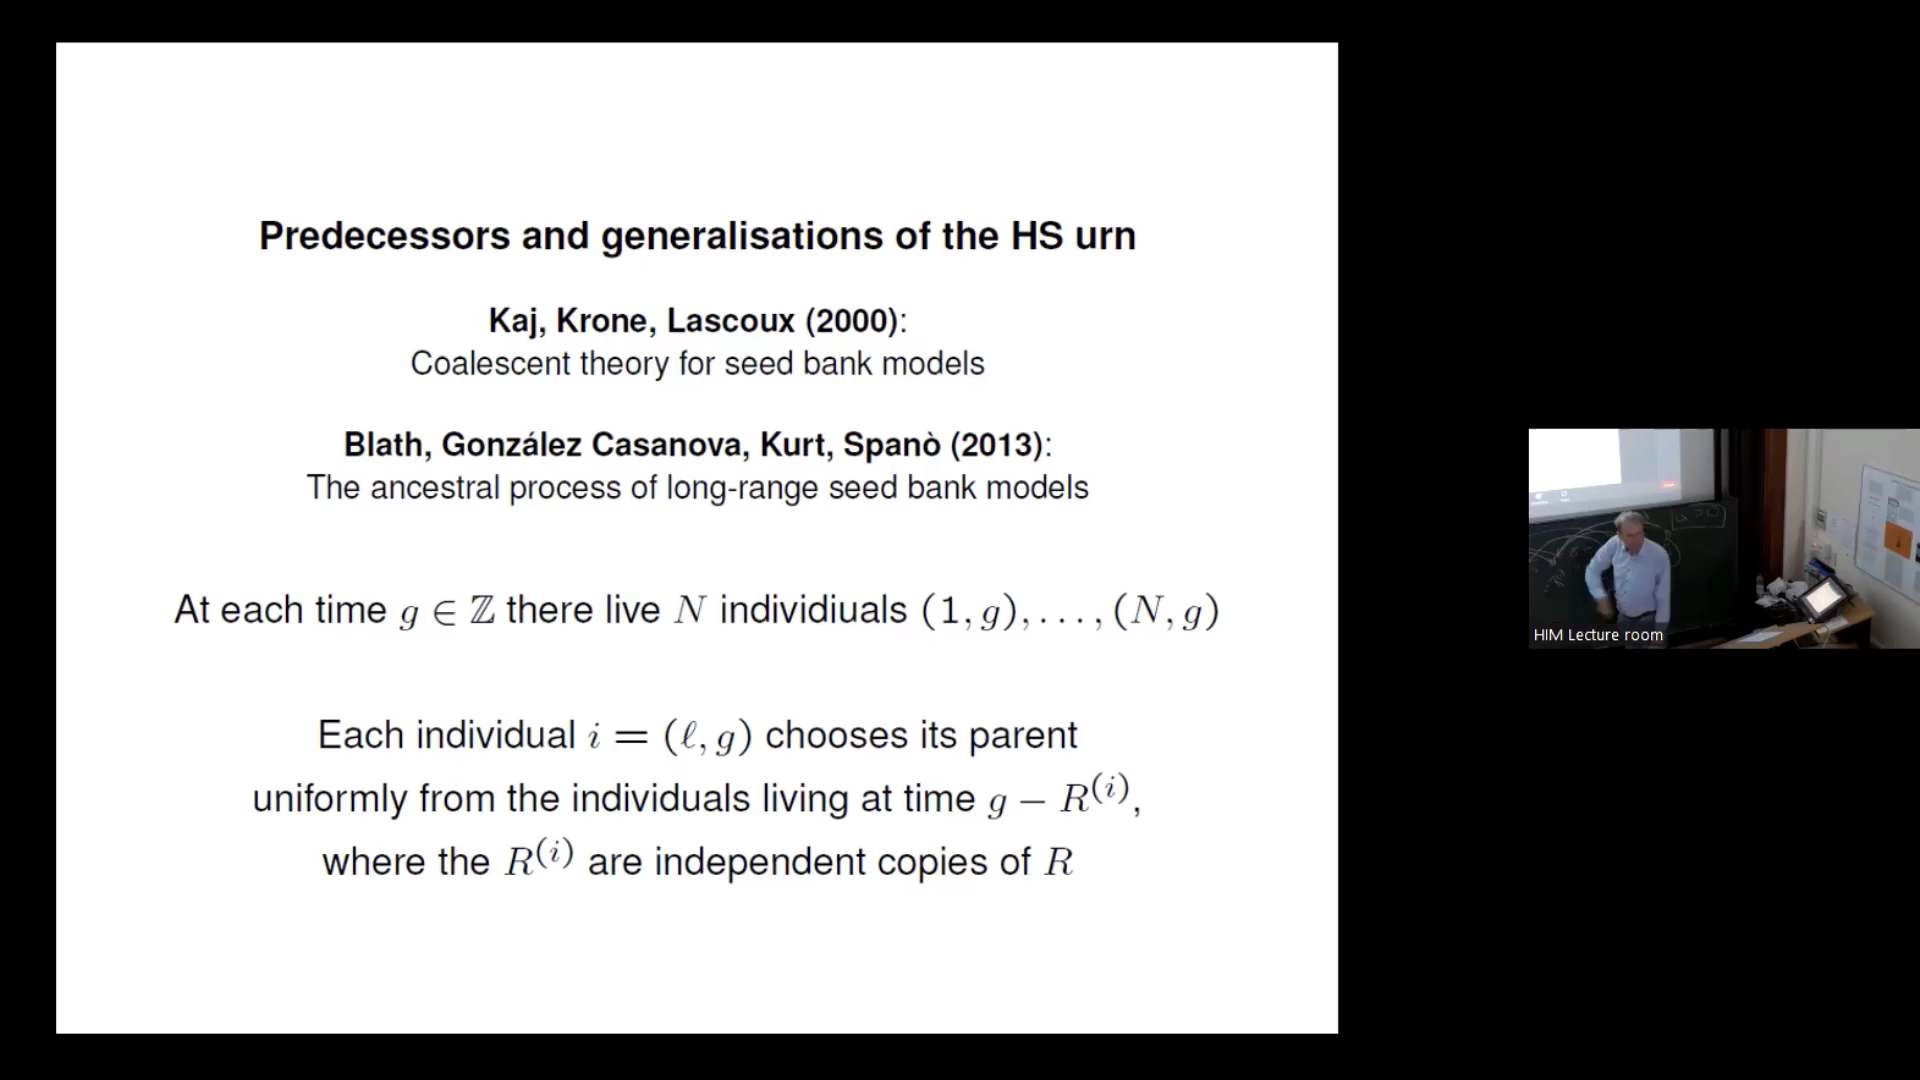 Predecessors and generalisations of the HS urn
Kaj, Krone, Lascoux (2000):
Coalescent theory for seed bank models
Blath, González Casanova, Kurt, Spanò (2013):
The ancestral process of long-range seed bank models
At each time g ∈ ℤ there live N individiuals (1, g), . . . , (N, g)
Each individual i = (ℓ, g) chooses its parent
uniformly from the individuals living at time g − R^(i),
where the R^(i) are independent copies of R
HIM Lecture room